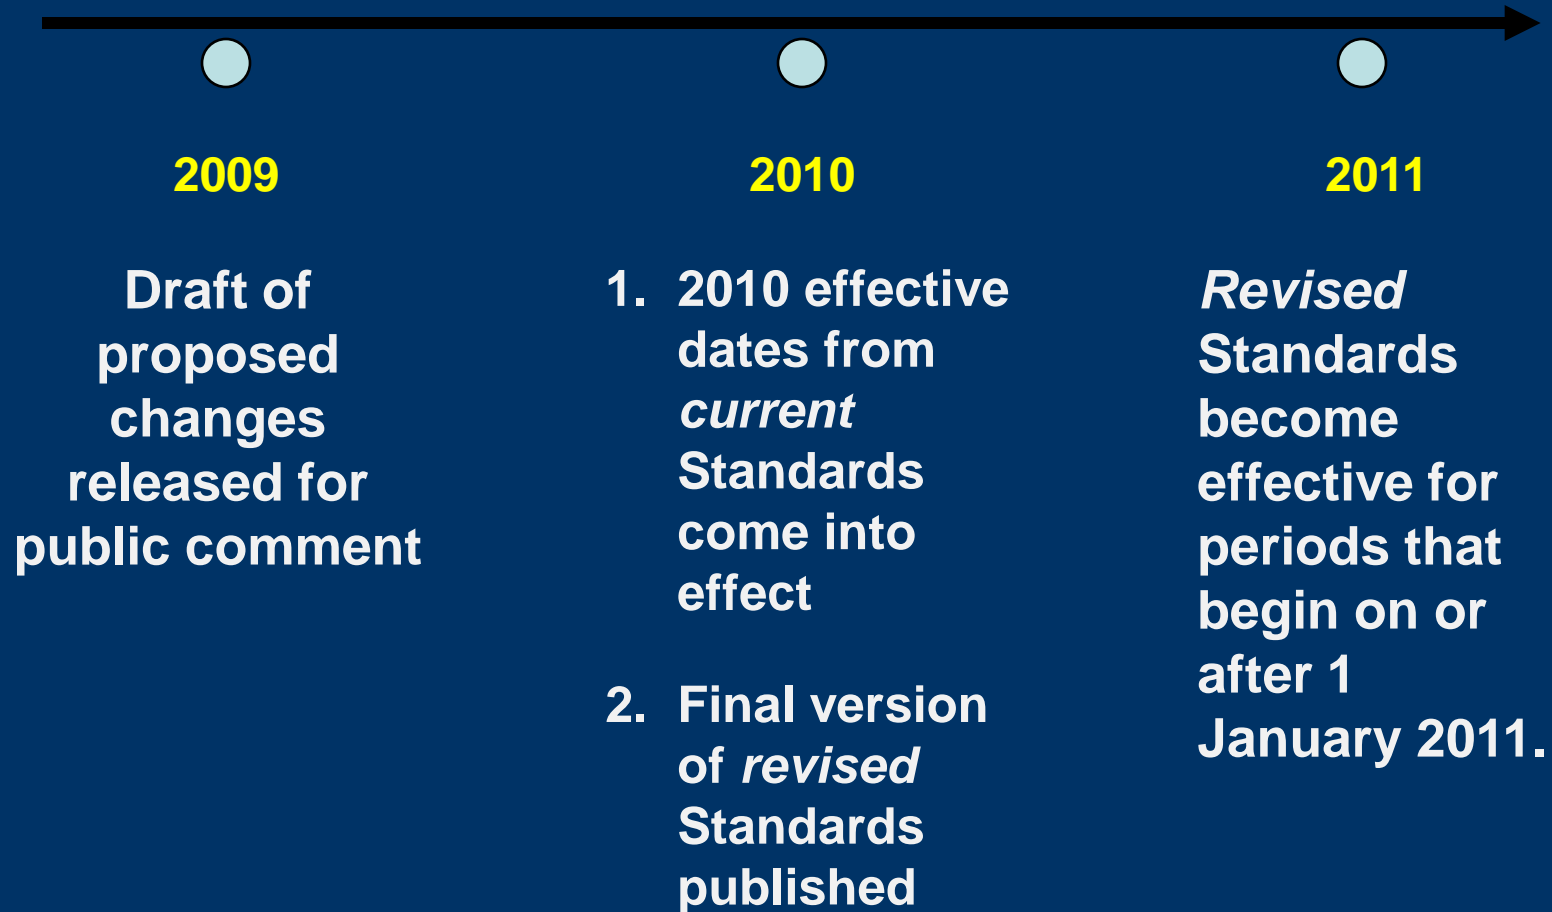 2009
Draft of
proposed
changes
released for
public comment
2010
1. 2010 effective
dates from
current
Standards
come into
effect
2. Final version
of revised
Standards
published
2011
Revised
Standards
become
effective for
periods that
begin on or
after 1
January 2011.